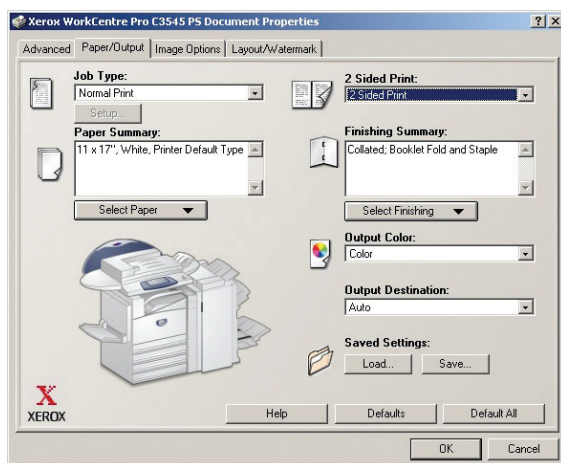 Xerox WorkCentre Pro C3545 PS Document Properties
Advanced Paper/Output Image Options Layout/Watermark
Job Type:
Normal Print
Setup...
Paper Summary:
11 x 17", White, Printer Default Type
Select Paper
2 Sided Print:
2 Sided Print
Finishing Summary:
Collated; Booklet Fold and Staple
Select Finishing
Output Color:
Color
Output Destination:
Auto
Saved Settings:
Load... Save...
X
XEROX
Help Defaults Default All
OK Cancel